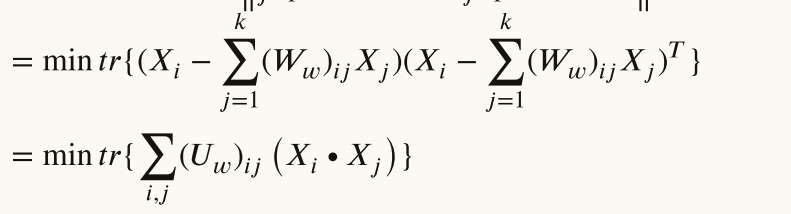 = min tr{(X_i − ∑_{j=1}^{k} (W_w)_{ij} X_j)(X_i − ∑_{j=1}^{k} (W_w)_{ij} X_j)^T}
= min tr{∑_{i,j} (U_w)_{ij} (X_i • X_j)}